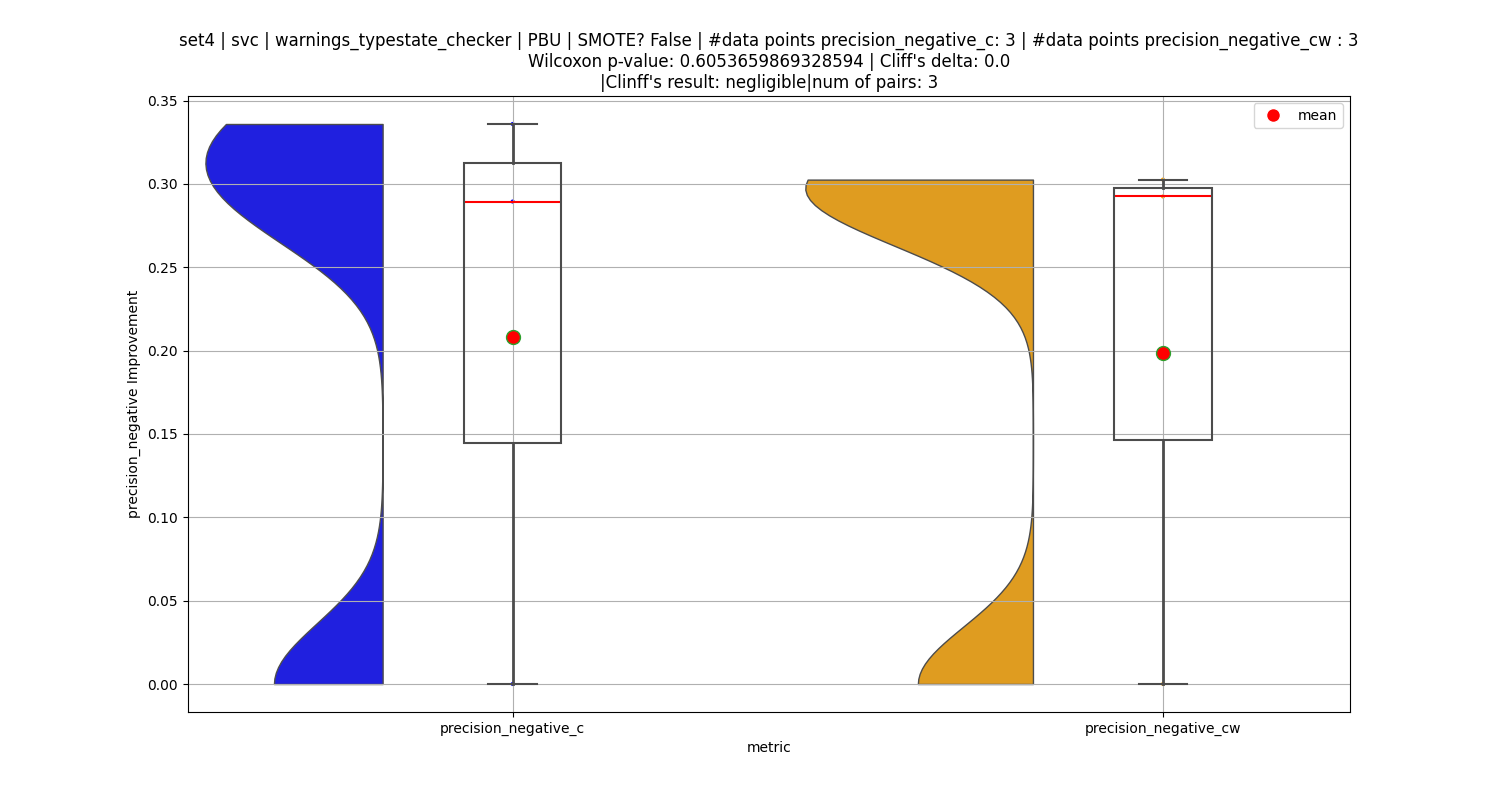 set4 | svc | warnings_typestate_checker | PBU | SMOTE? False | #data points precision_negative_c: 3 | #data points precision_negative_cw : 3
Wilcoxon p-value: 0.6053659869328594 | Cliff's delta: 0.0
|Clinff's result: negligible|num of pairs: 3
mean
precision_negative Improvement
0.35
0.30
0.25
0.20
0.15
0.10
0.05
0.00
precision_negative_c
precision_negative_cw
metric